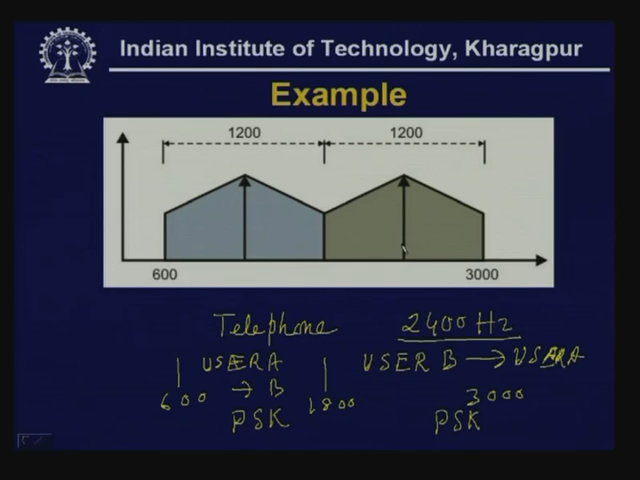 Indian Institute of Technology, Kharagpur
Example
1200 1200
600 3000
Telephone 2400 Hz
USER A USER B → USER A
600 → B 1800 3000
PSK PSK